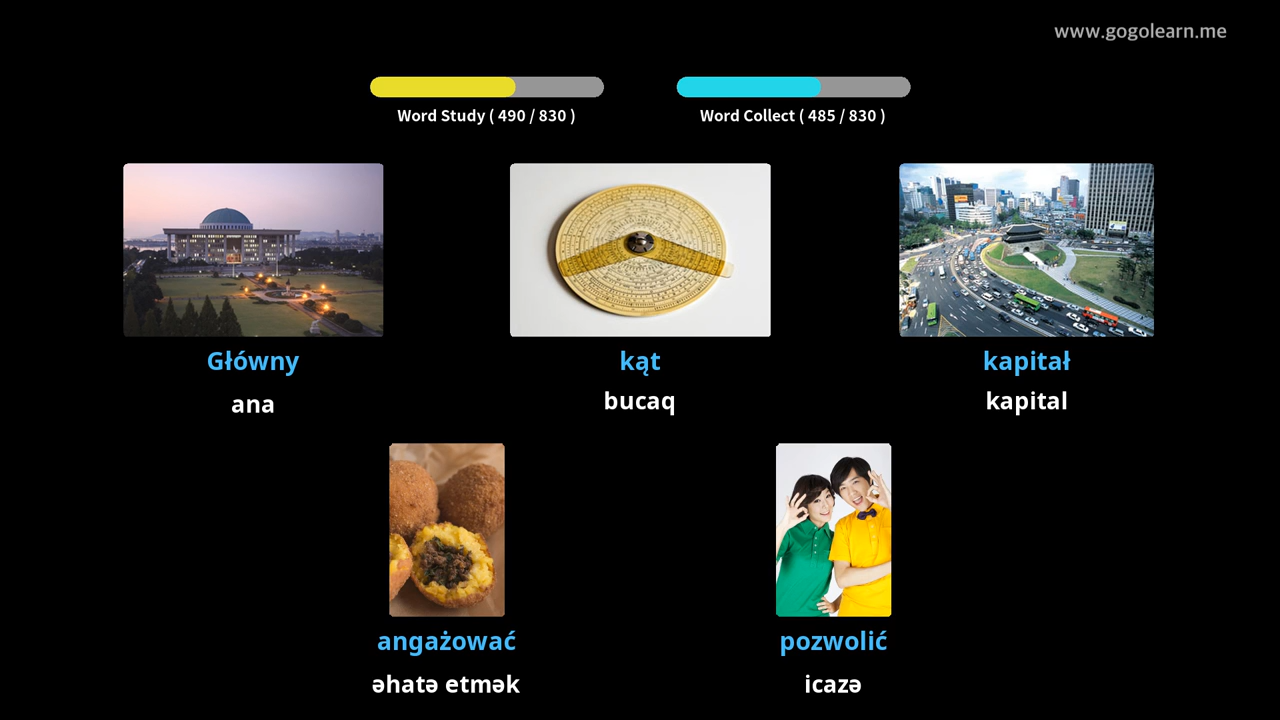 www.gogolearn.me
Word Study ( 490 / 830 )
Word Collect ( 485 / 830 )
Główny
kąt
kapitał
ana
bucaq
kapital
angażować
pozwolić
əhatə etmək
icazə